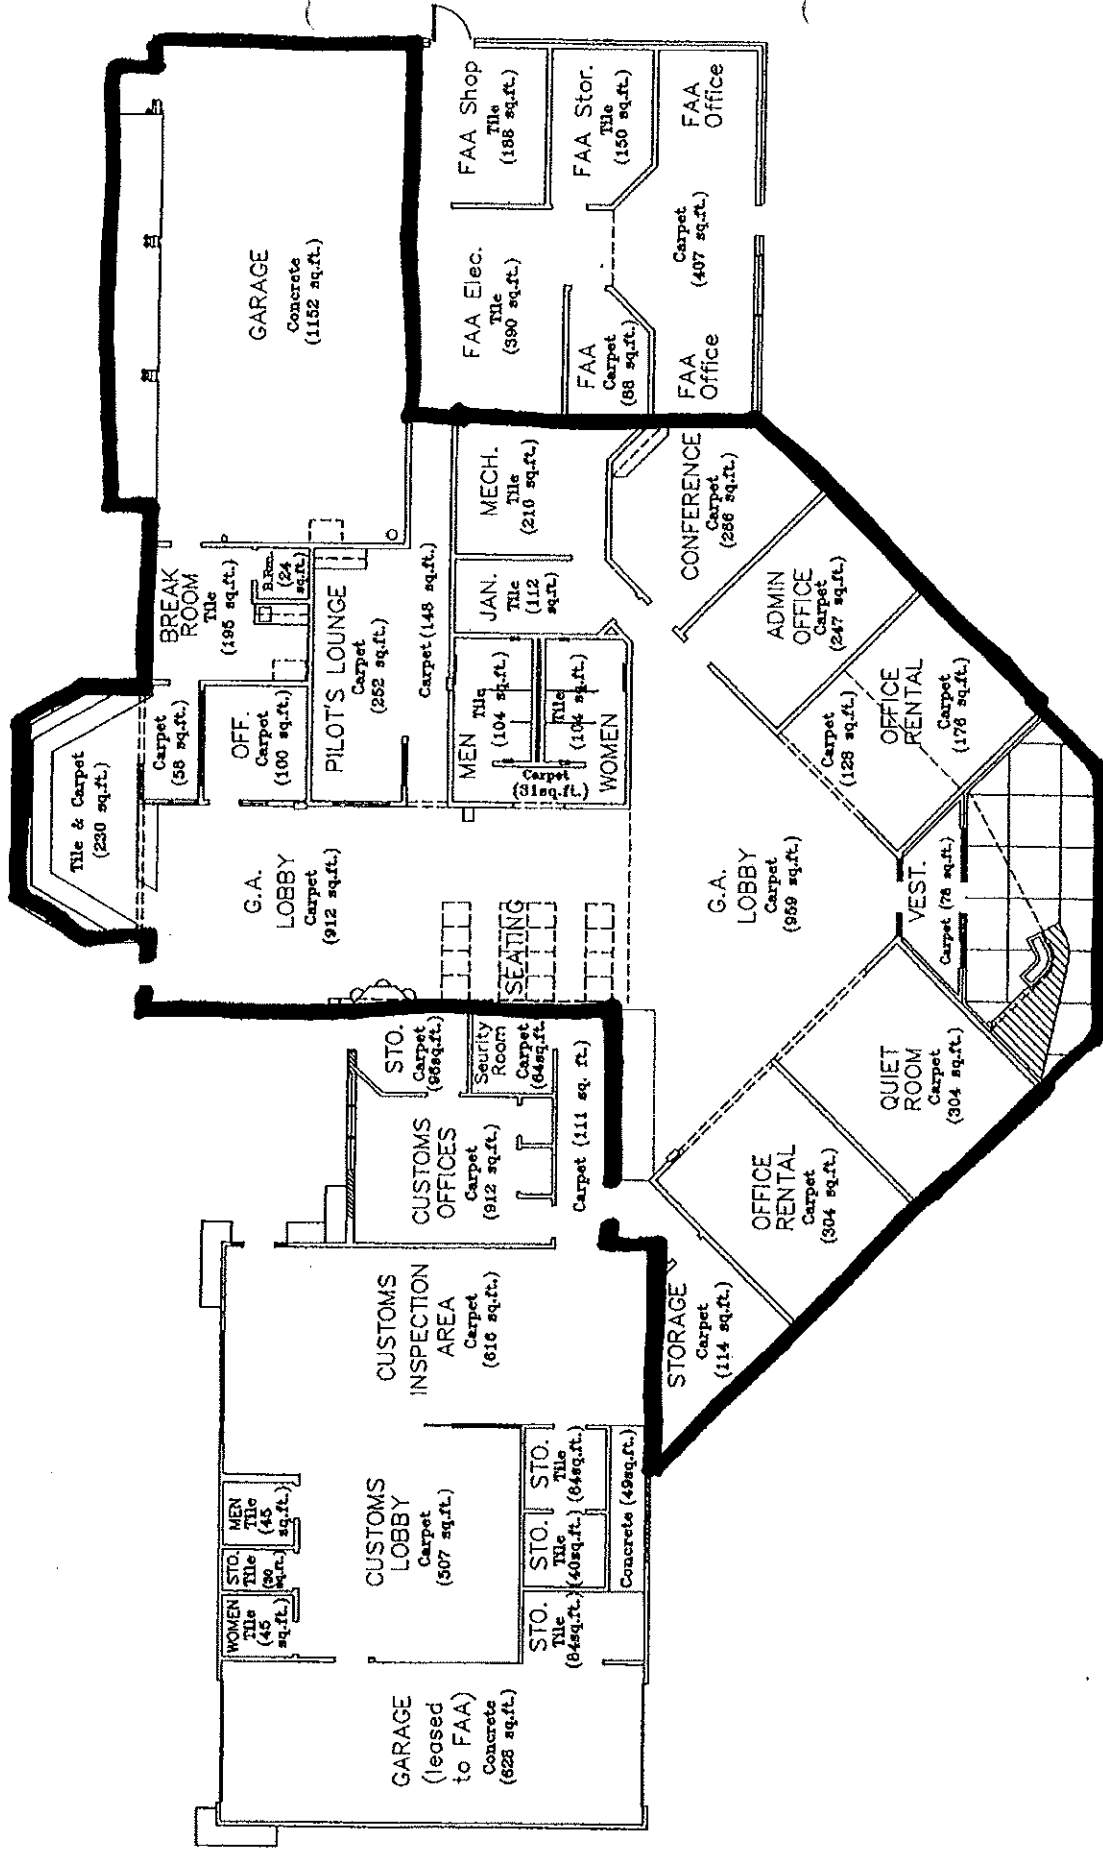 GARAGE
Concrete
(1152 sq.ft.)
FAA Shop
Tile
(188 sq.ft.)
FAA Stor.
Tile
(150 sq.ft.)
FAA
Office
FAA Elec.
Tile
(390 sq.ft.)
Carpet
(407 sq.ft.)
FAA
Carpet
(88 sq.ft.)
FAA
Office
BREAK
ROOM
Tile
(195 sq.ft.)
B.Rm.
(24
sq.ft.)
MECH.
Tile
(210 sq.ft.)
CONFERENCE
Carpet
(286 sq.ft.)
JAN.
Tile
(112
sq.ft)
PILOT'S LOUNGE
Carpet
(252 sq.ft.)
Carpet (148 sq.ft.)
ADMIN
OFFICE
Carpet
(247 sq.ft.)
Tile & Carpet
(230 sq.ft.)
Carpet
(58 sq.ft.)
OFF.
Carpet
(100 sq.ft.)
MEN
Tile
(104 sq.ft.)
Tile
(104 sq.ft.)
WOMEN
Carpet
(31sq.ft.)
Carpet
(128 sq.ft.)
OFFICE
RENTAL
Carpet
(176 sq.ft.)
G.A.
LOBBY
Carpet
(912 sq.ft.)
SEATING
G.A.
LOBBY
Carpet
(959 sq.ft.)
VEST.
Carpet (78 sq.ft.)
STO.
Carpet
(96sq.ft.)
Seurity
Room
Carpet
(64sq.ft.)
QUIET
ROOM
Carpet
(304 sq.ft.)
CUSTOMS
OFFICES
Carpet
(912 sq.ft.)
Carpet (111 sq. ft.)
OFFICE
RENTAL
Carpet
(304 sq.ft.)
CUSTOMS
INSPECTION
AREA
Carpet
(616 sq.ft.)
STORAGE
Carpet
(114 sq.ft.)
MEN
Tile
(45
sq.ft.)
STO.
Tile
(30
sq.ft.)
WOMEN
Tile
(45
sq.ft.)
CUSTOMS
LOBBY
Carpet
(507 sq.ft.)
STO.
Tile
(64sq.ft.)
STO.
Tile
(40sq.ft.)
STO.
Tile
(84sq.ft.)
Concrete (49sq.ft.)
GARAGE
(leased
to FAA)
Concrete
(628 sq.ft.)